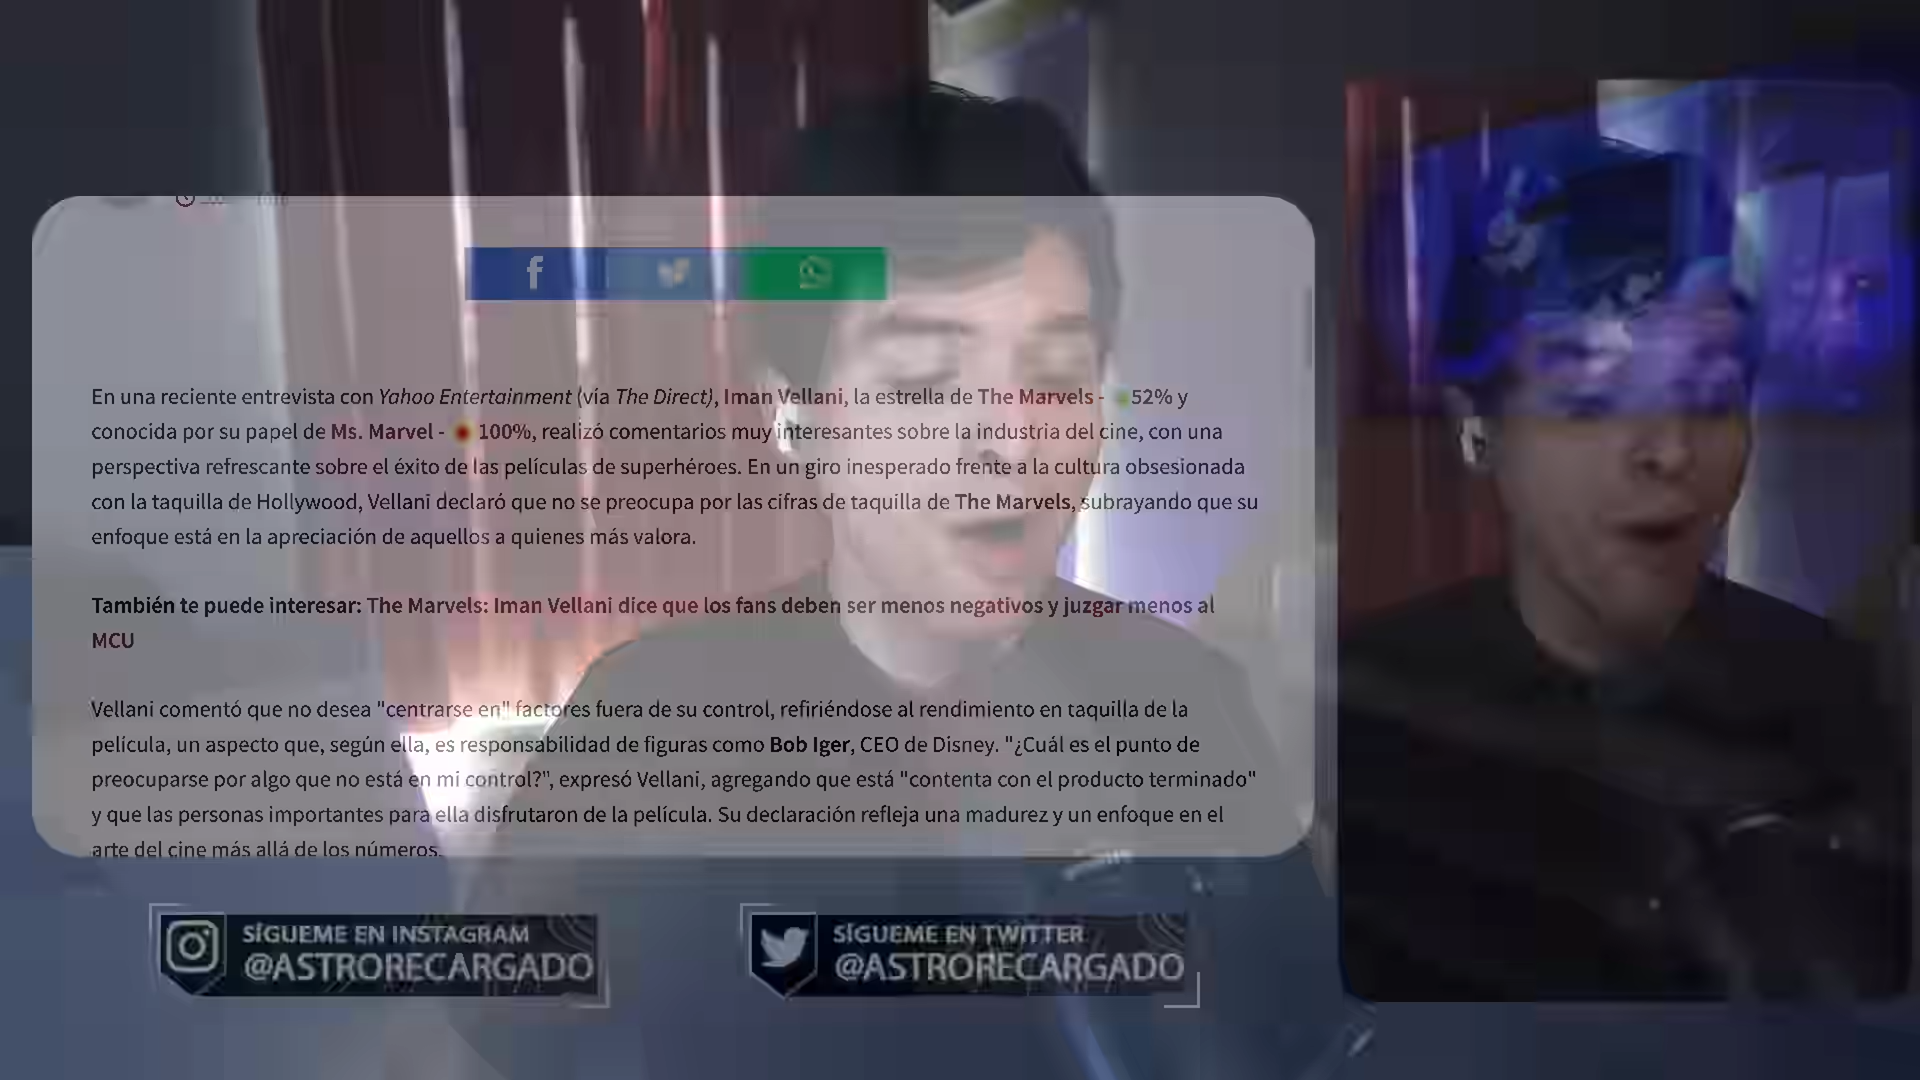 En una reciente entrevista con Yahoo Entertainment (vía The Direct), Iman Vellani, la estrella de The Marvels - 52% y
conocida por su papel de Ms. Marvel - 100%, realizó comentarios muy interesantes sobre la industria del cine, con una
perspectiva refrescante sobre el éxito de las películas de superhéroes. En un giro inesperado frente a la cultura obsesionada
con la taquilla de Hollywood, Vellani declaró que no se preocupa por las cifras de taquilla de The Marvels, subrayando que su
enfoque está en la apreciación de aquellos a quienes más valora.
También te puede interesar: The Marvels: Iman Vellani dice que los fans deben ser menos negativos y juzgar menos al
MCU
Vellani comentó que no desea "centrarse en" factores fuera de su control, refiriéndose al rendimiento en taquilla de la
película, un aspecto que, según ella, es responsabilidad de figuras como Bob Iger, CEO de Disney. "¿Cuál es el punto de
preocuparse por algo que no está en mi control?", expresó Vellani, agregando que está "contenta con el producto terminado"
y que las personas importantes para ella disfrutaron de la película. Su declaración refleja una madurez y un enfoque en el
arte del cine más allá de los números.
SÍGUEME EN INSTAGRAM
@ASTRORECARGADO
SÍGUEME EN TWITTER
@ASTRORECARGADO